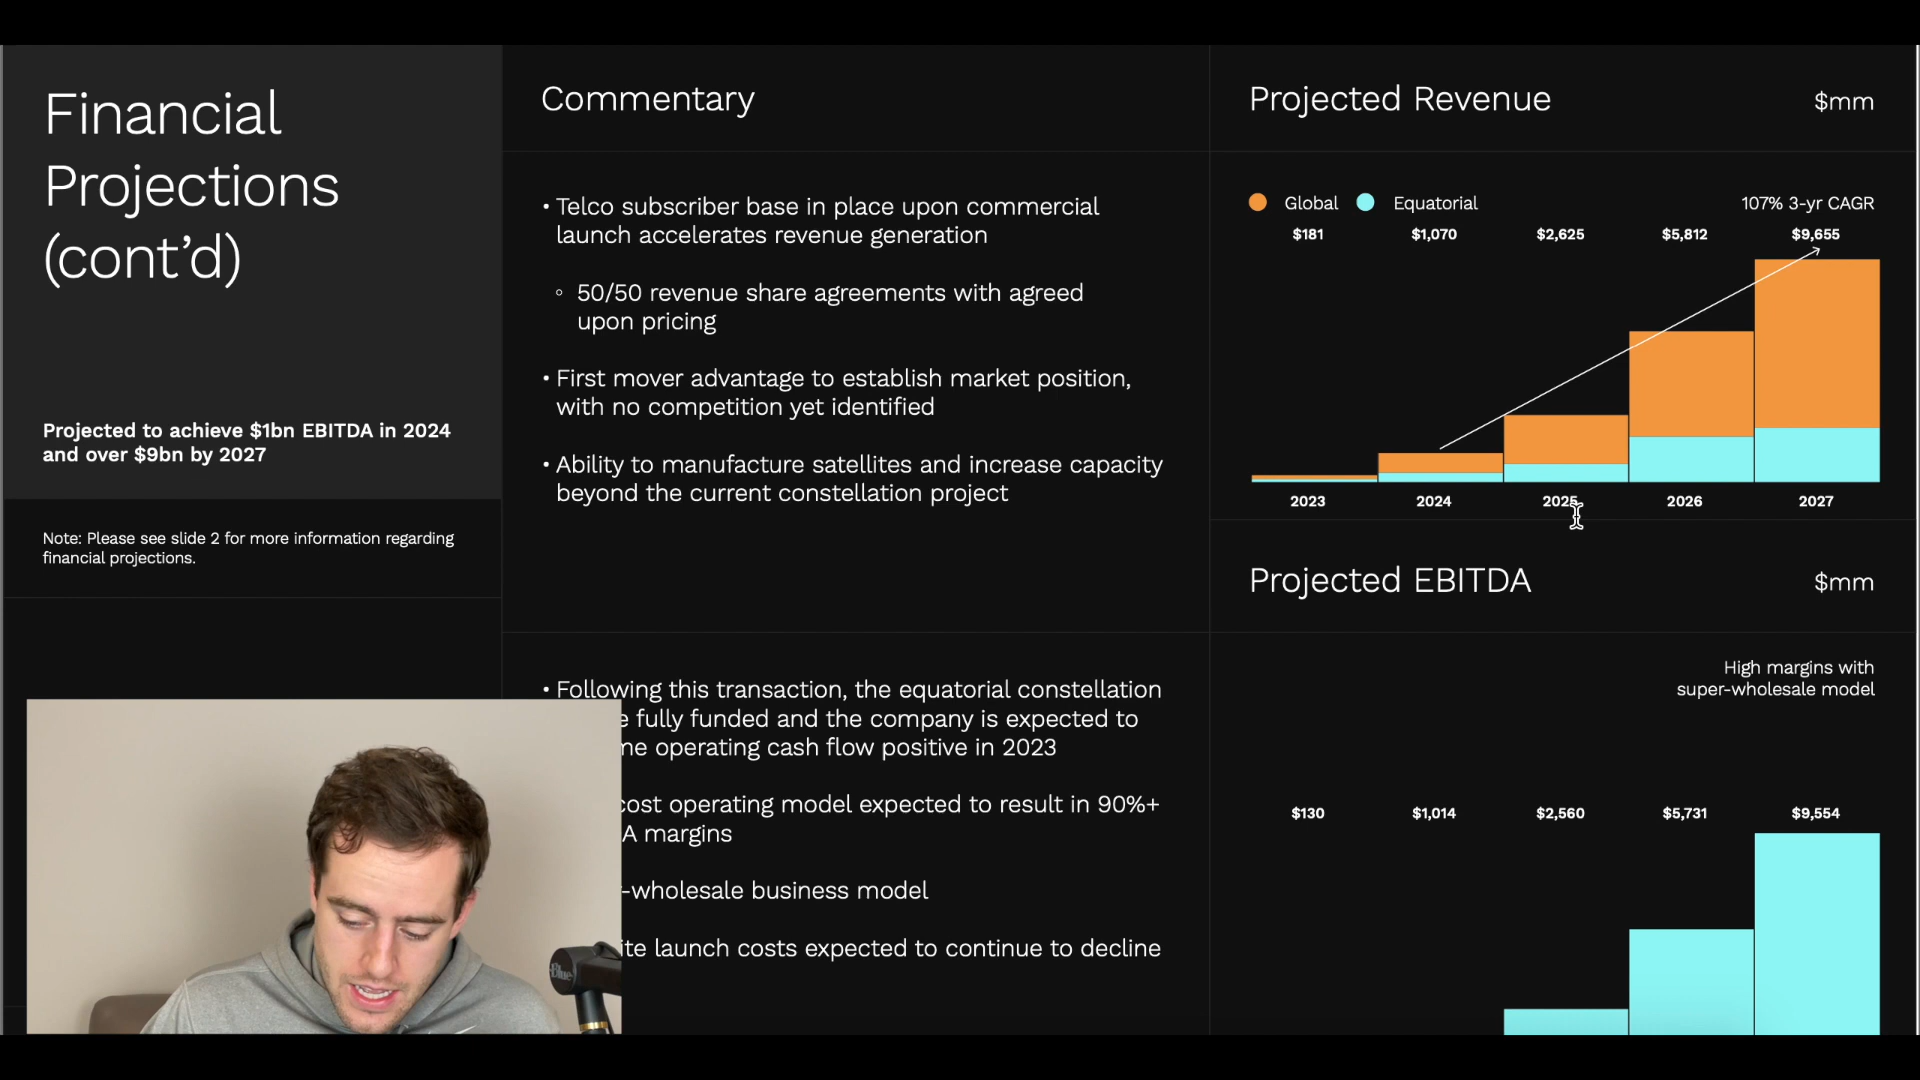 Financial
Projections
(cont’d)
Projected to achieve $1bn EBITDA in 2024
and over $9bn by 2027
Note: Please see slide 2 for more information regarding
financial projections.
Commentary
• Telco subscriber base in place upon commercial
launch accelerates revenue generation
◦ 50/50 revenue share agreements with agreed
upon pricing
• First mover advantage to establish market position,
with no competition yet identified
• Ability to manufacture satellites and increase capacity
beyond the current constellation project
• Following this transaction, the equatorial constellation
fully funded and the company is expected to
operating cash flow positive in 2023
cost operating model expected to result in 90%+
margins
-wholesale business model
launch costs expected to continue to decline
Projected Revenue $mm
Global Equatorial 107% 3-yr CAGR
$181 $1,070 $2,625 $5,812 $9,655
2023 2024 2025 2026 2027
Projected EBITDA $mm
High margins with
super-wholesale model
$130 $1,014 $2,560 $5,731 $9,554
Blue